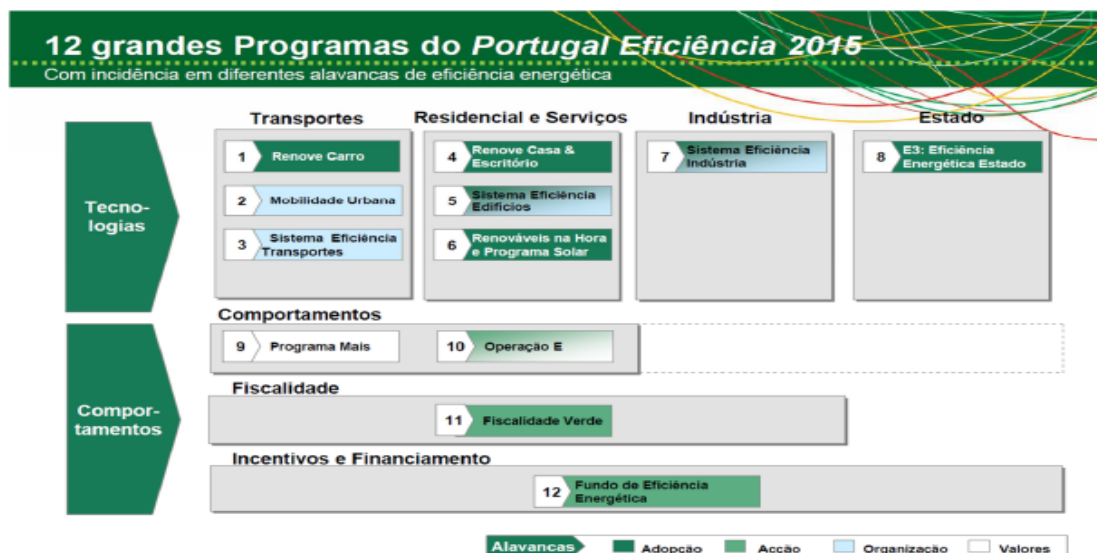 12 grandes Programas do Portugal Eficiência 2015
Com incidência em diferentes alavancas de eficiência energética
Transportes
Residencial e Serviços
Indústria
Estado
Tecno-
logias
1 Renove Carro
2 Mobilidade Urbana
3 Sistema Eficiência
Transportes
4 Renove Casa &
Escritório
5 Sistema Eficiência
Edifícios
6 Renováveis na Hora
e Programa Solar
7 Sistema Eficiência
Indústria
8 E3: Eficiência
Energética Estado
Compor-
tamentos
Comportamentos
9 Programa Mais
10 Operação E
Fiscalidade
11 Fiscalidade Verde
Incentivos e Financiamento
12 Fundo de Eficiência
Energética
Alavancas Adopção Acção Organização Valores